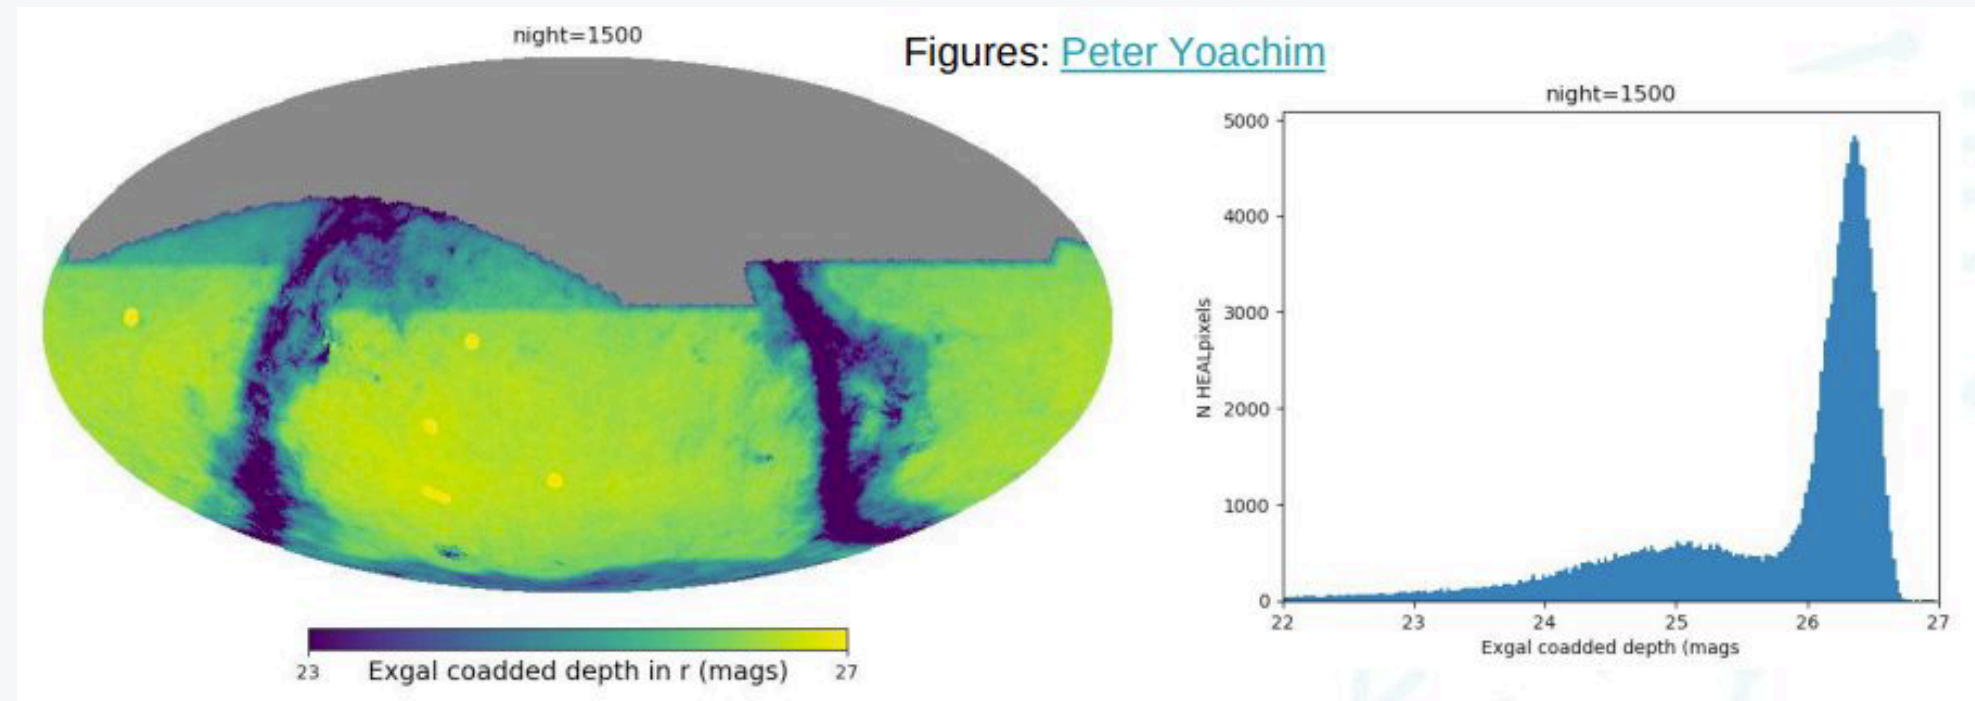 night=1500
23
Exgal coadded depth in r (mags)
27
Figures: Peter Yoachim
night=1500
5000
4000
3000
2000
1000
0
N HEALpixels
22 23 24 25 26 27
Exgal coadded depth (mags